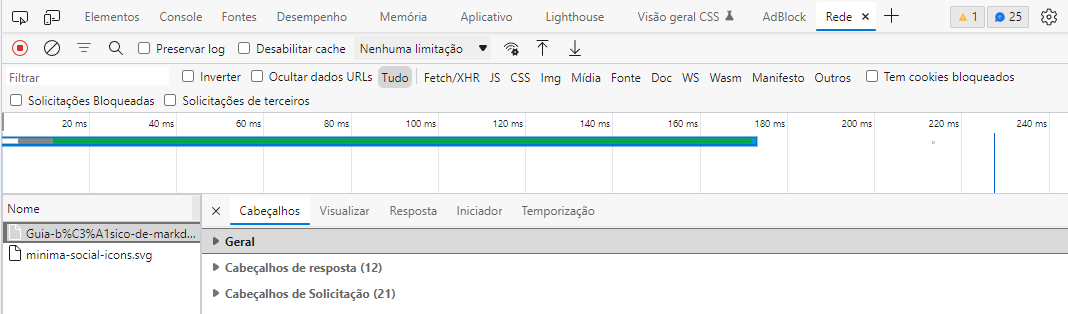 Elementos Console Fontes Desempenho Memória Aplicativo Lighthouse Visão geral CSS AdBlock Rede 1 25
Preservar log Desabilitar cache Nenhuma limitação
Filtrar Inverter Ocultar dados URLs Tudo Fetch/XHR JS CSS Img Mídia Fonte Doc WS Wasm Manifesto Outros Tem cookies bloqueados
Solicitações Bloqueadas Solicitações de terceiros
20 ms 40 ms 60 ms 80 ms 100 ms 120 ms 140 ms 160 ms 180 ms 200 ms 220 ms 240 ms
Nome Cabeçalhos Visualizar Resposta Iniciador Temporização
Guia-b%C3%A1sico-de-markd... Geral
minima-social-icons.svg Cabeçalhos de resposta (12)
Cabeçalhos de Solicitação (21)